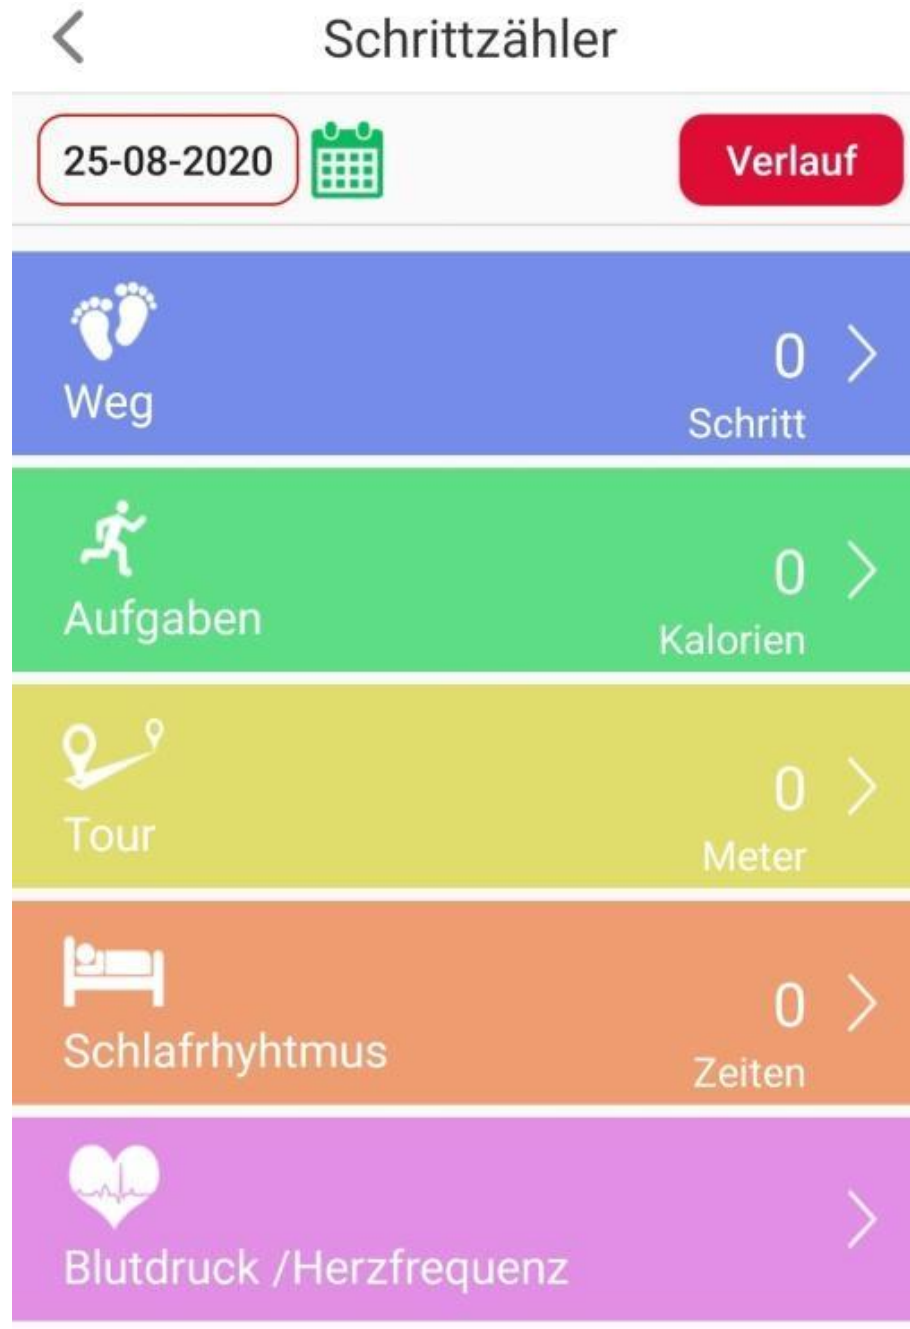 Schrittzähler
25-08-2020
Verlauf
Weg
0
Schritt
Aufgaben
0
Kalorien
Tour
0
Meter
Schlafrhyhtmus
0
Zeiten
Blutdruck /Herzfrequenz